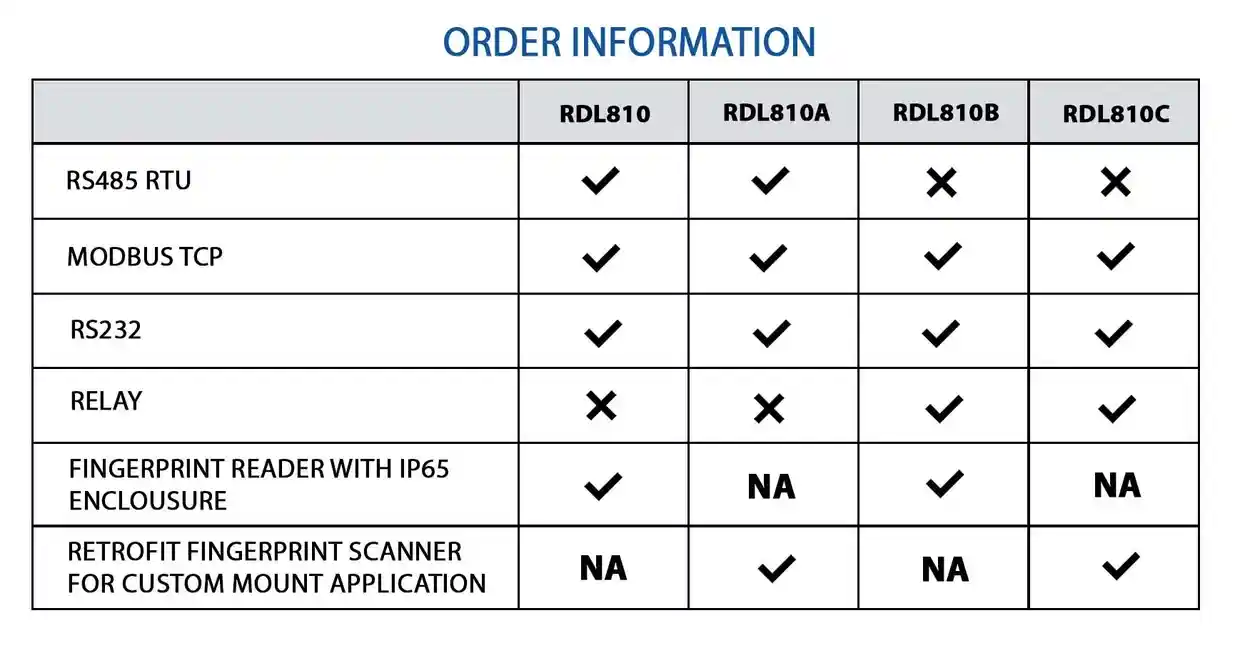 ORDER INFORMATION
RDL810 RDL810A RDL810B RDL810C
RS485 RTU ✓ ✓ ✕ ✕
MODBUS TCP ✓ ✓ ✓ ✓
RS232 ✓ ✓ ✓ ✓
RELAY ✕ ✕ ✓ ✓
FINGERPRINT READER WITH IP65
ENCLOUSURE ✓ NA ✓ NA
RETROFIT FINGERPRINT SCANNER
FOR CUSTOM MOUNT APPLICATION NA ✓ NA ✓